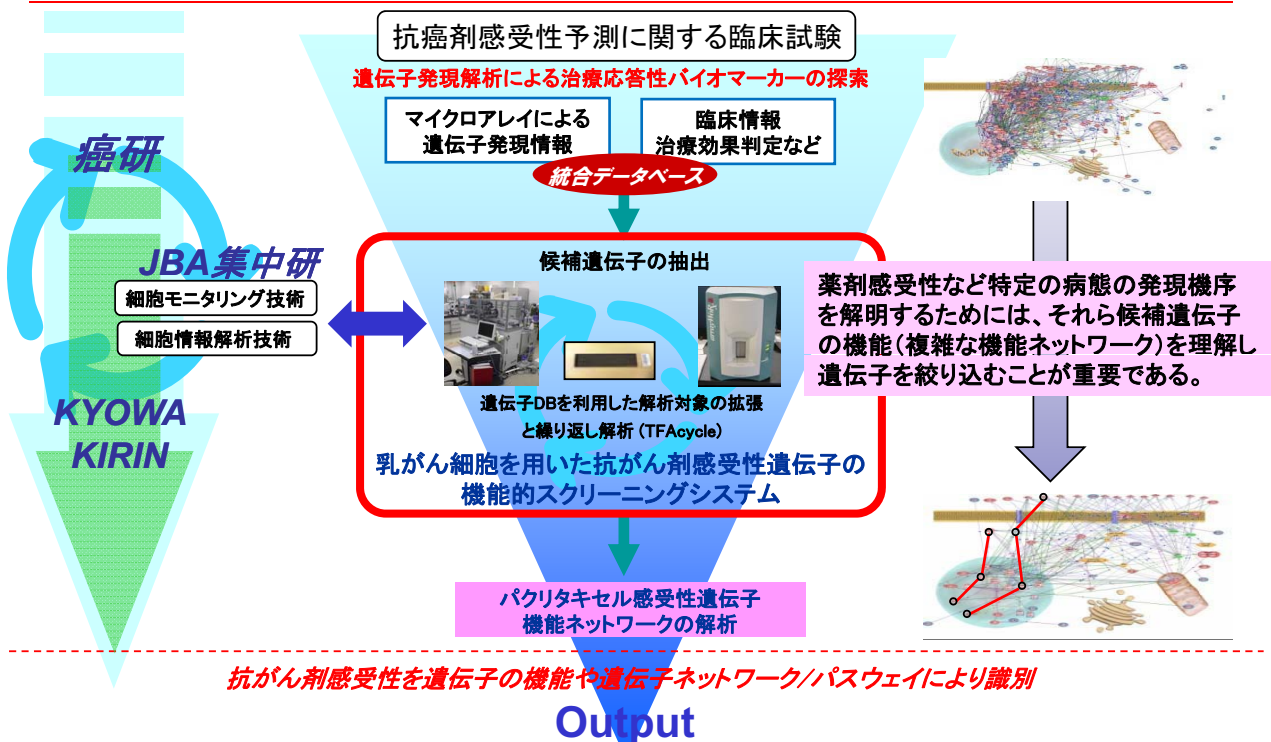 抗癌剤感受性予測に関する臨床試験
遺伝子発現解析による治療応答性バイオマーカーの探索
マイクロアレイによる
遺伝子発現情報
臨床情報
治療効果判定など
統合データベース
癌研
JBA集中研
細胞モニタリング技術
細胞情報解析技術
KYOWA
KIRIN
候補遺伝子の抽出
遺伝子DBを利用した解析対象の拡張
と繰り返し解析 (TFAcycle)
乳がん細胞を用いた抗がん剤感受性遺伝子の
機能的スクリーニングシステム
薬剤感受性など特定の病態の発現機序
を解明するためには、それら候補遺伝子
の機能(複雑な機能ネットワーク)を理解し
遺伝子を絞り込むことが重要である。
パクリタキセル感受性遺伝子
機能ネットワークの解析
抗がん剤感受性を遺伝子の機能や遺伝子ネットワーク/パスウェイにより識別
Output